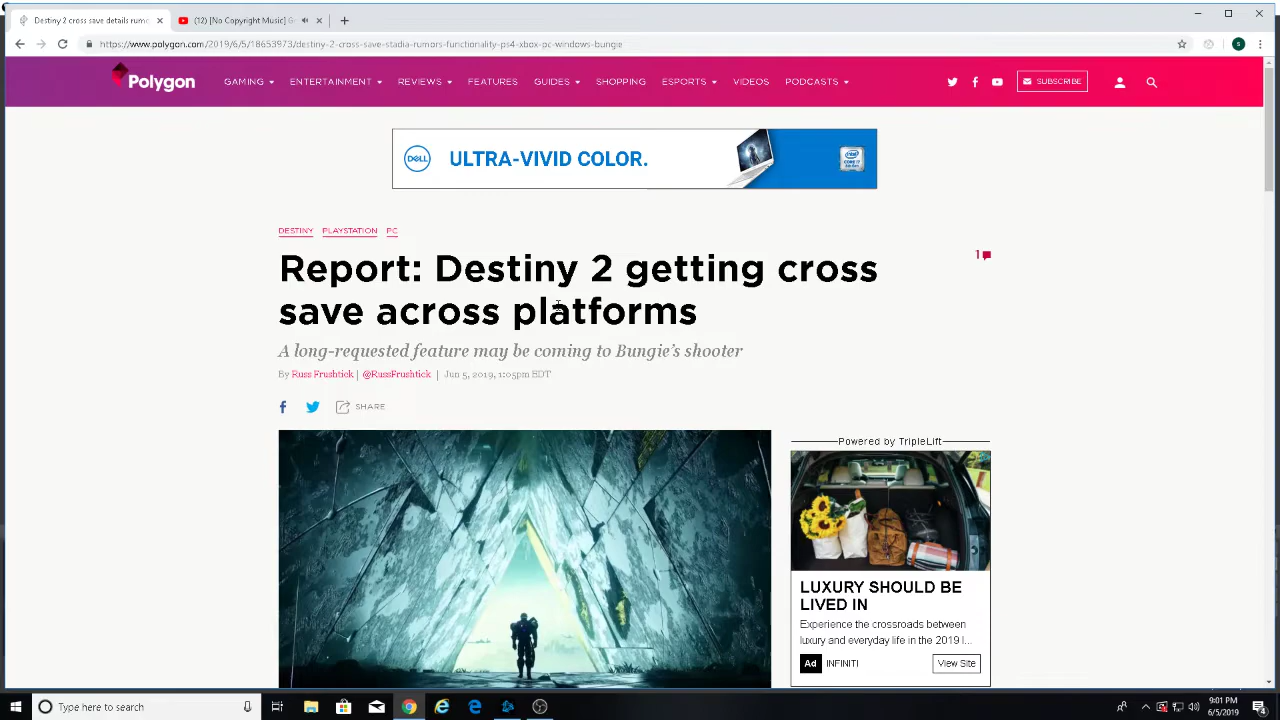 Destiny 2 cross save details rumo
(12) [No Copyright Music] G
https://www.polygon.com/2019/6/5/18653973/destiny-2-cross-save-stadia-rumors-functionality-ps4-xbox-pc-windows-bungie
S
Polygon
GAMING
ENTERTAINMENT
REVIEWS
FEATURES
GUIDES
SHOPPING
ESPORTS
VIDEOS
PODCASTS
SUBSCRIBE
DELL
ULTRA-VIVID COLOR.
DESTINY PLAYSTATION PC
Report: Destiny 2 getting cross
save across platforms
1
A long-requested feature may be coming to Bungie's shooter
By Russ Frushtick | @RussFrushtick | Jun 5, 2019, 1:05pm EDT
SHARE
Powered by TripleLift
LUXURY SHOULD BE
LIVED IN
Experience the crossroads between
luxury and everyday life in the 2019 I...
Ad INFINITI View Site
Type here to search
9:01 PM
6/5/2019
4